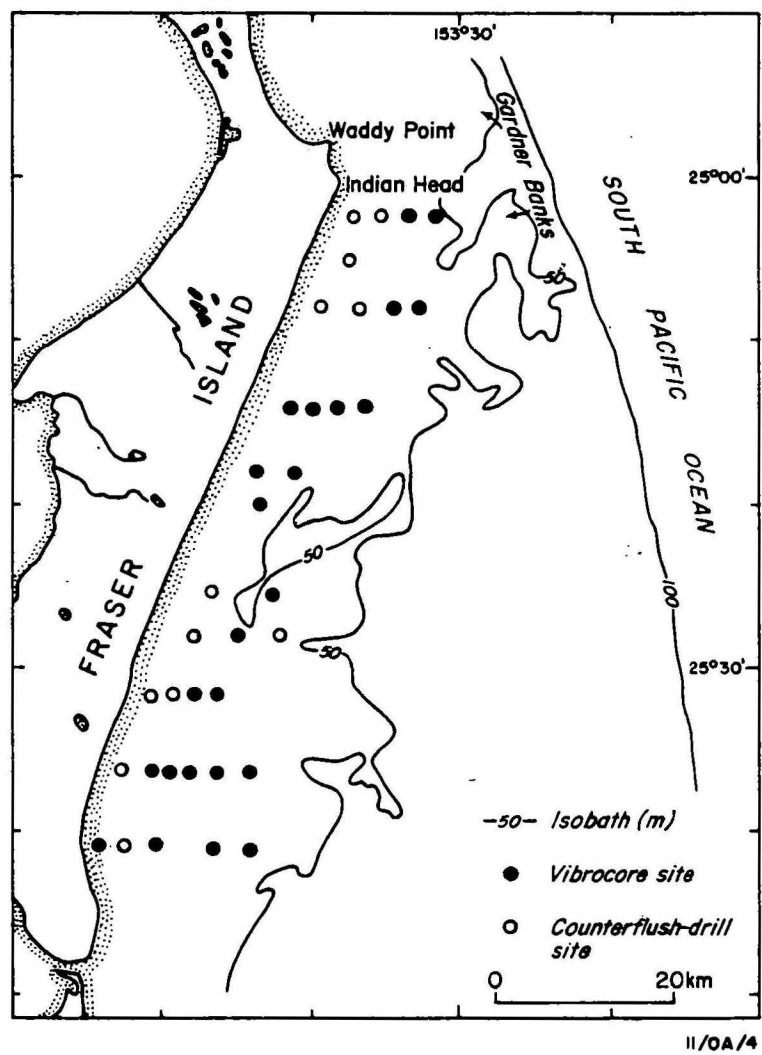 153°30'
Waddy Point
Gardner Banks
25°00'
Indian Head
SOUTH
PACIFIC
OCEAN
50
ISLAND
50
FRASER
100
50
25°30'
-50- Isobath (m)
Vibrocore site
Counterflush-drill
site
0 20km
11/OA/4